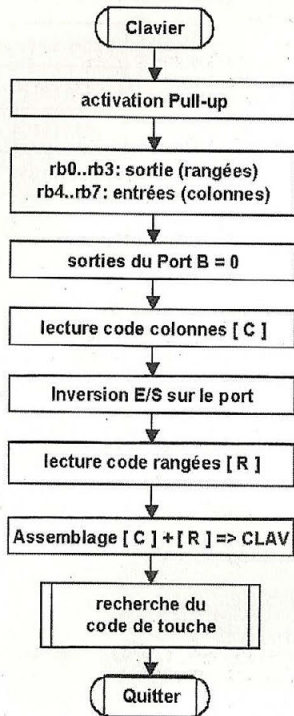 Clavier
activation Pull-up
rb0..rb3: sortie (rangées)
rb4..rb7: entrées (colonnes)
sorties du Port B = 0
lecture code colonnes [ C ]
Inversion E/S sur le port
lecture code rangées [ R ]
Assemblage [ C ] + [ R ] => CLAV
recherche du
code de touche
Quitter